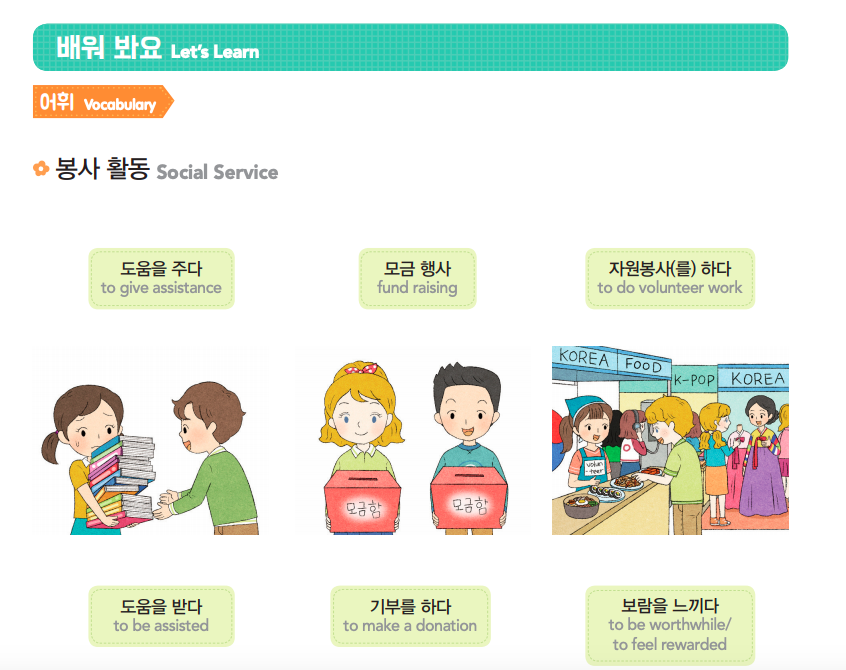 배워 봐요 Let's Learn
어휘 Vocabulary
봉사 활동 Social Service
도움을 주다
to give assistance
모금 행사
fund raising
자원봉사(를) 하다
to do volunteer work
모금함
모금함
KOREA FOOD K-POP KOREA
volun
-teer
도움을 받다
to be assisted
기부를 하다
to make a donation
보람을 느끼다
to be worthwhile/
to feel rewarded